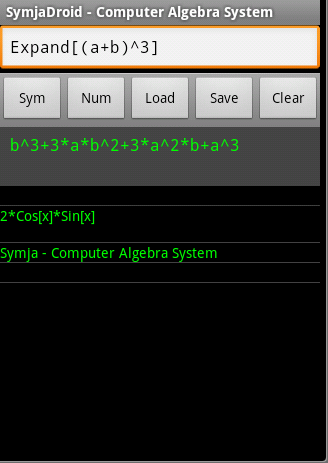 SymjaDroid - Computer Algebra System
Expand[(a+b)^3]
Sym Num Load Save Clear
b^3+3*a*b^2+3*a^2*b+a^3
2*Cos[x]*Sin[x]
Symja - Computer Algebra System